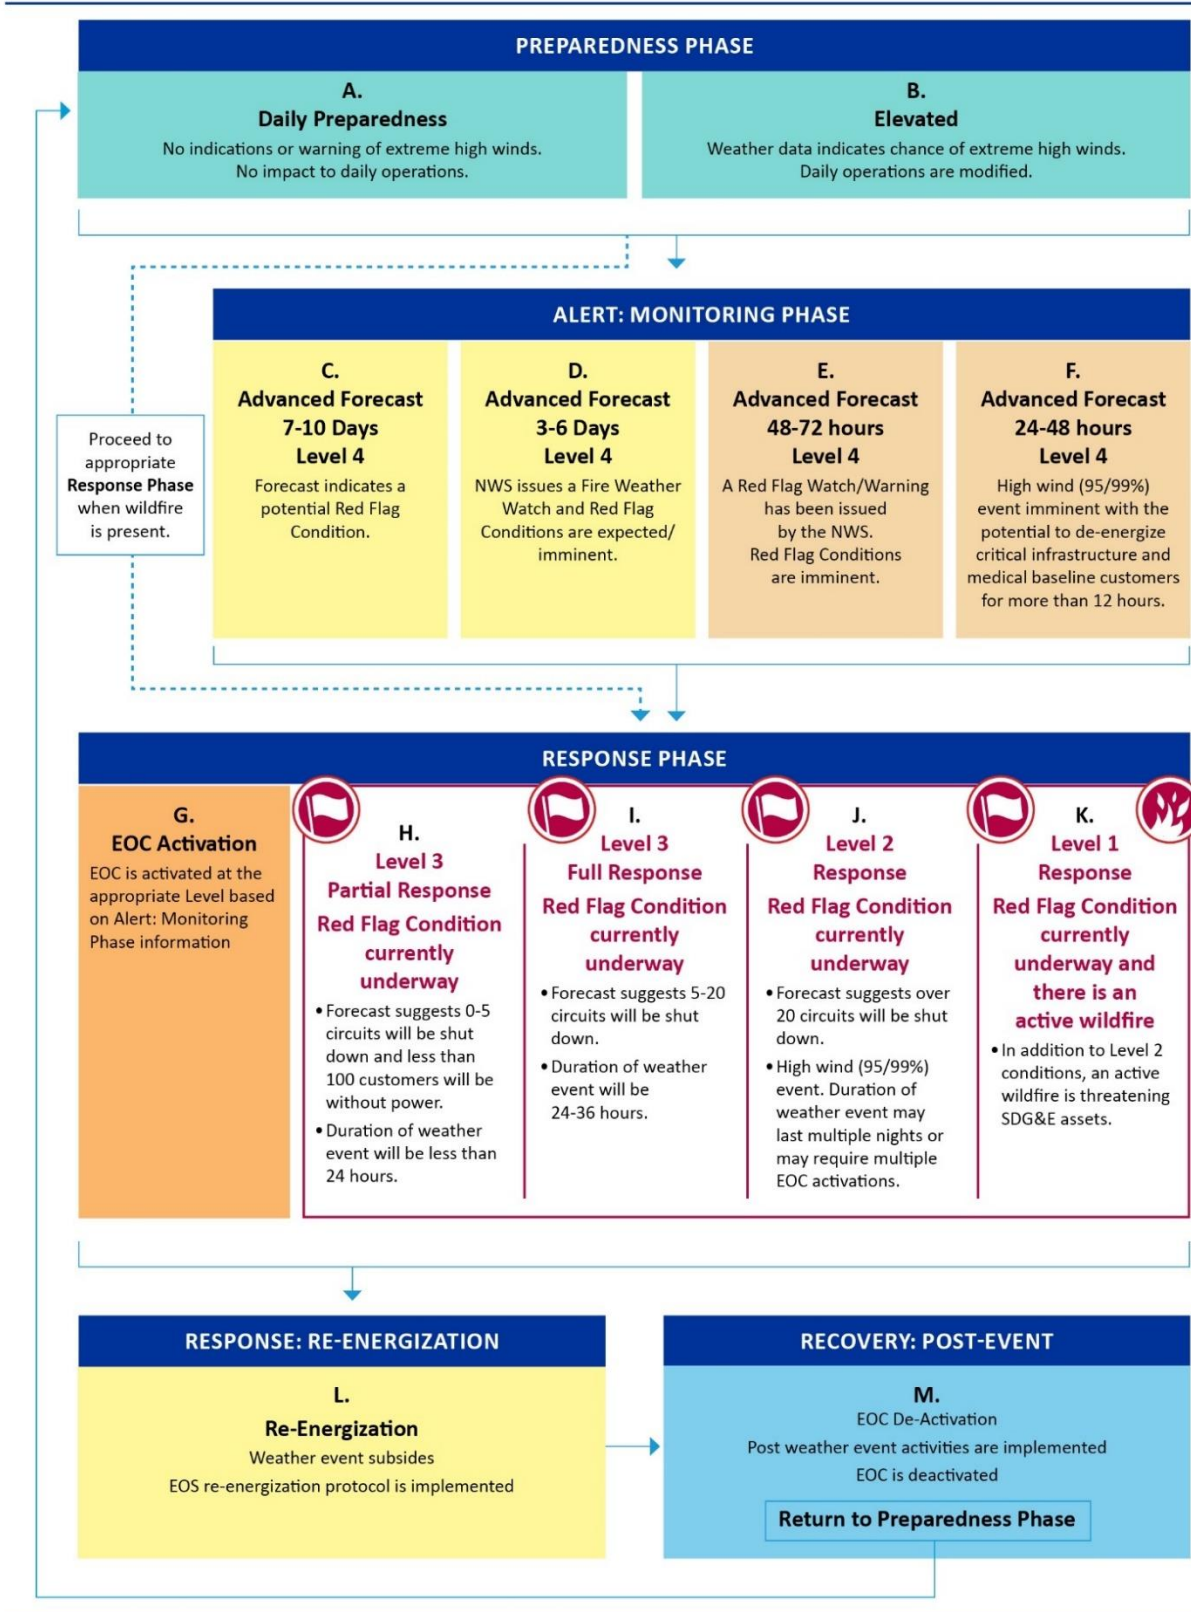 PREPAREDNESS PHASE
A.
Daily Preparedness
No indications or warning of extreme high winds.
No impact to daily operations.
B.
Elevated
Weather data indicates chance of extreme high winds.
Daily operations are modified.
Proceed to
appropriate
Response Phase
when wildfire
is present.
ALERT: MONITORING PHASE
C.
Advanced Forecast
7-10 Days
Level 4
Forecast indicates a
potential Red Flag
Condition.
D.
Advanced Forecast
3-6 Days
Level 4
NWS issues a Fire Weather
Watch and Red Flag
Conditions are expected/
imminent.
E.
Advanced Forecast
48-72 hours
Level 4
A Red Flag Watch/Warning
has been issued
by the NWS.
Red Flag Conditions
are imminent.
F.
Advanced Forecast
24-48 hours
Level 4
High wind (95/99%)
event imminent with the
potential to de-energize
critical infrastructure and
medical baseline customers
for more than 12 hours.
RESPONSE PHASE
G.
EOC Activation
EOC is activated at the
appropriate Level based
on Alert: Monitoring
Phase information
H.
Level 3
Partial Response
Red Flag Condition
currently
underway
• Forecast suggests 0-5
circuits will be shut
down and less than
100 customers will be
without power.
• Duration of weather
event will be less than
24 hours.
I.
Level 3
Full Response
Red Flag Condition
currently
underway
• Forecast suggests 5-20
circuits will be shut
down.
• Duration of weather
event will be
24-36 hours.
J.
Level 2
Response
Red Flag Condition
currently
underway
• Forecast suggests over
20 circuits will be shut
down.
• High wind (95/99%)
event. Duration of
weather event may
last multiple nights or
may require multiple
EOC activations.
K.
Level 1
Response
Red Flag Condition
currently
underway and
there is an
active wildfire
• In addition to Level 2
conditions, an active
wildfire is threatening
SDG&E assets.
RESPONSE: RE-ENERGIZATION
L.
Re-Energization
Weather event subsides
EOS re-energization protocol is implemented
RECOVERY: POST-EVENT
M.
EOC De-Activation
Post weather event activities are implemented
EOC is deactivated
Return to Preparedness Phase